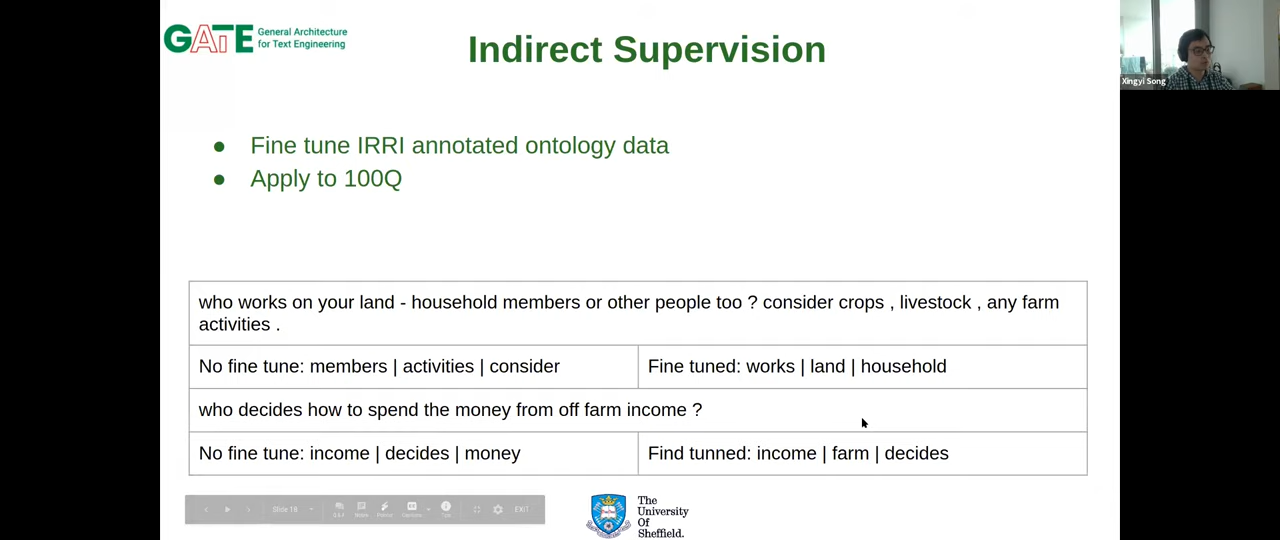 GATE General Architecture
for Text Engineering
Indirect Supervision
Xingyi Song
● Fine tune IRRI annotated ontology data
● Apply to 100Q
who works on your land - household members or other people too ? consider crops , livestock , any farm
activities .
No fine tune: members | activities | consider
Fine tuned: works | land | household
who decides how to spend the money from off farm income ?
No fine tune: income | decides | money
Find tunned: income | farm | decides
Slide 18
EXIT
The
University
Of
Sheffield.